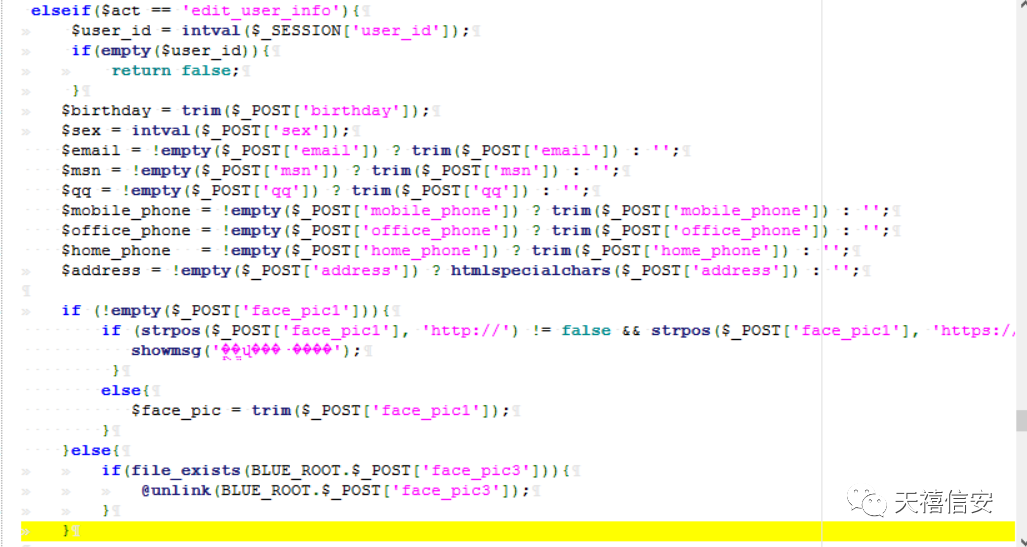 elseif($act == 'edit_user_info'){
$user_id = intval($_SESSION['user_id']);
if(empty($user_id)){
return false;
}
$birthday = trim($_POST['birthday']);
$sex = intval($_POST['sex']);
$email = !empty($_POST['email']) ? trim($_POST['email']) : '';
$msn = !empty($_POST['msn']) ? trim($_POST['msn']) : '';
$qq = !empty($_POST['qq']) ? trim($_POST['qq']) : '';
$mobile_phone = !empty($_POST['mobile_phone']) ? trim($_POST['mobile_phone']) : '';
$office_phone = !empty($_POST['office_phone']) ? trim($_POST['office_phone']) : '';
$home_phone   = !empty($_POST['home_phone']) ? trim($_POST['home_phone']) : '';
$address = !empty($_POST['address']) ? htmlspecialchars($_POST['address']) : '';
if (!empty($_POST['face_pic1'])){
if (strpos($_POST['face_pic1'], 'http://') != false && strpos($_POST['face_pic1'], 'https:/
showmsg('');
}
else{
$face_pic = trim($_POST['face_pic1']);
}
}else{
if(file_exists(BLUE_ROOT.$_POST['face_pic3'])){
@unlink(BLUE_ROOT.$_POST['face_pic3']);
}
}
天禧信安